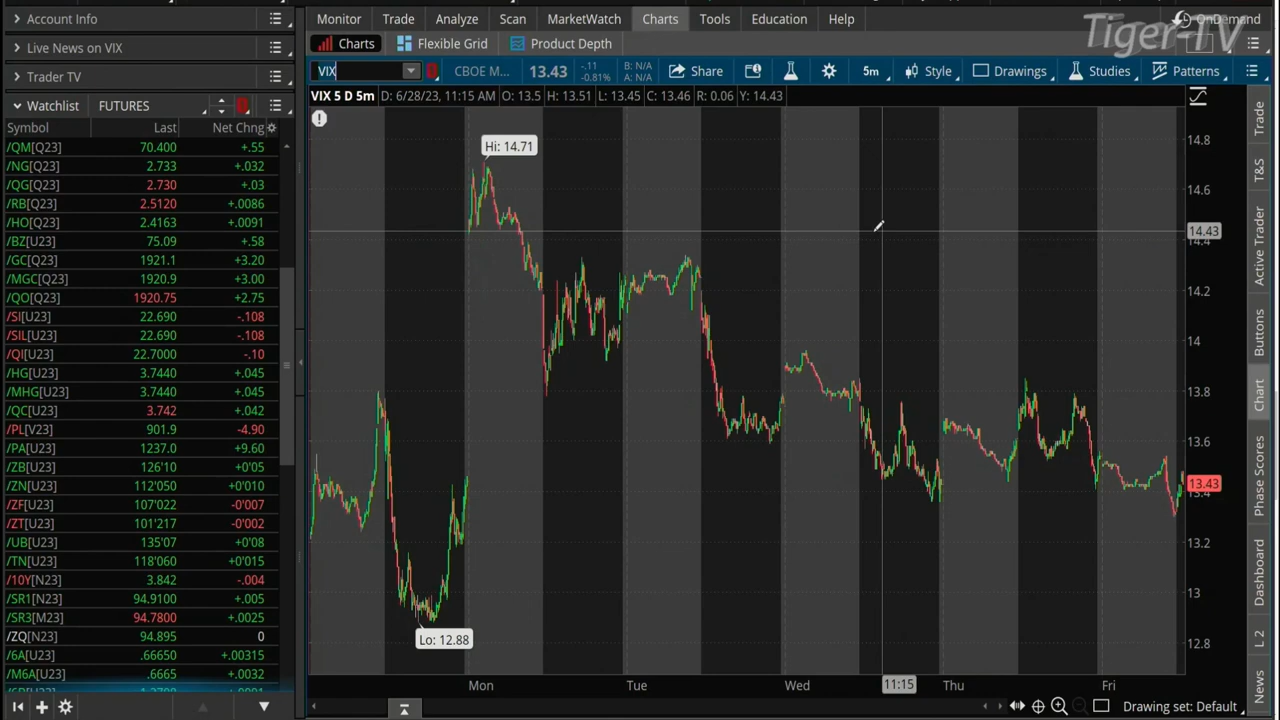 Account Info
Live News on VIX
Trader TV
Watchlist FUTURES
Symbol Last Net Chng
/QM[Q23] 70.400 +.55
/NG[Q23] 2.733 +.032
/QG[Q23] 2.730 +.03
/RB[Q23] 2.5120 +.0086
/HO[Q23] 2.4163 +.0091
/BZ[U23] 75.09 +.58
/GC[Q23] 1921.1 +3.20
/MGC[Q23] 1920.9 +3.00
/QO[Q23] 1920.75 +2.75
/SI[U23] 22.690 -.108
/SIL[U23] 22.690 -.108
/QI[U23] 22.7000 -.10
/HG[U23] 3.7440 +.045
/MHG[U23] 3.7440 +.045
/QC[U23] 3.742 +.042
/PL[V23] 901.9 -4.90
/PA[U23] 1237.0 +9.60
/ZB[U23] 126'10 +0'05
/ZN[U23] 112'050 +0'010
/ZF[U23] 107'022 -0'007
/ZT[U23] 101'217 -0'002
/UB[U23] 135'07 +0'08
/TN[U23] 118'060 +0'015
/10Y[N23] 3.842 -.004
/SR1[N23] 94.9100 +.005
/SR3[M23] 94.7800 +.0025
/ZQ[N23] 94.895 0
/6A[U23] .66650 +.00315
/M6A[U23] .6665 +.0032
Monitor Trade Analyze Scan MarketWatch Charts Tools Education Help
OnDemand
Tiger-TV
Charts Flexible Grid Product Depth
VIX CBOE M... 13.43 -.11 -0.81% B: N/A A: N/A Share 5m Style Drawings Studies Patterns
VIX 5 D 5m D: 6/28/23, 11:15 AM O: 13.5 H: 13.51 L: 13.45 C: 13.46 R: 0.06 Y: 14.43
Hi: 14.71
Lo: 12.88
14.8
14.6
14.43
14.4
14.2
14
13.8
13.6
13.43
13.4
13.2
13
12.8
Mon Tue Wed 11:15 Thu Fri
Drawing set: Default
Trade
T&S
Active Trader
Buttons
Chart
Phase Scores
Dashboard
L 2
News